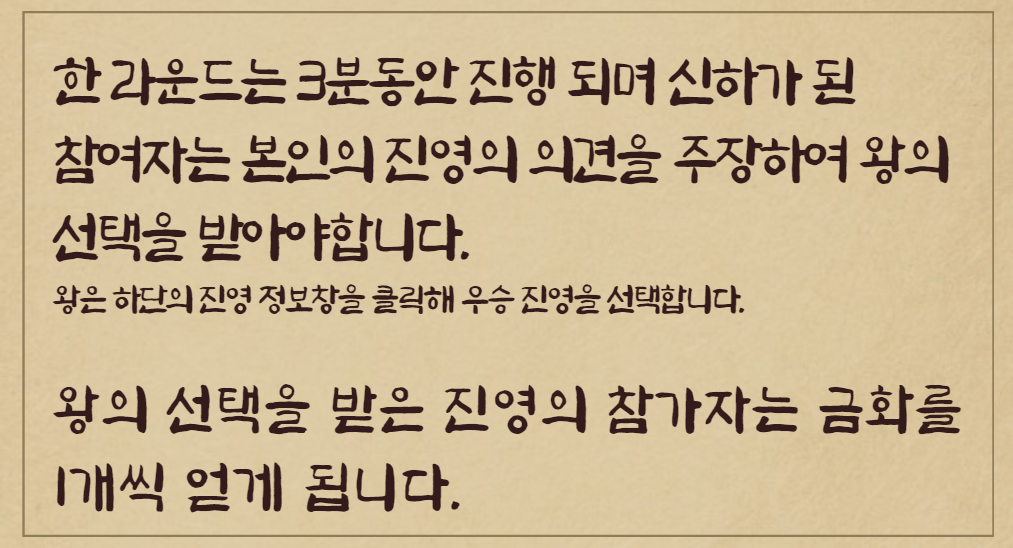 한 라운드는 3분동안 진행 되며 신하가 된
참여자는 본인의 진영의 의견을 주장하여 왕의
선택을 받아야합니다.
왕은 하단의 진영 정보창을 클릭해 우승 진영을 선택합니다.
왕의 선택을 받은 진영의 참가자는 금화를
1개씩 얻게 됩니다.